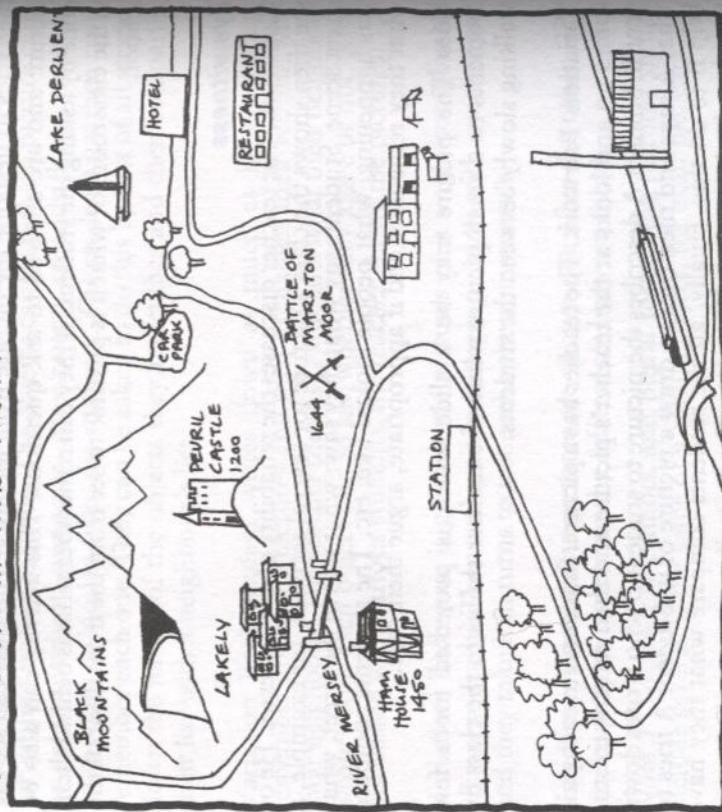 LAKE DERWENT
HOTEL
RESTAURANT
CAR
PARK
BLACK
MOUNTAINS
PEURIL
CASTLE
1200
LAKELY
BATTLE OF
MARSTON
MOOR
1644
RIVER MERSEY
HAM
HOUSE
1450
STATION